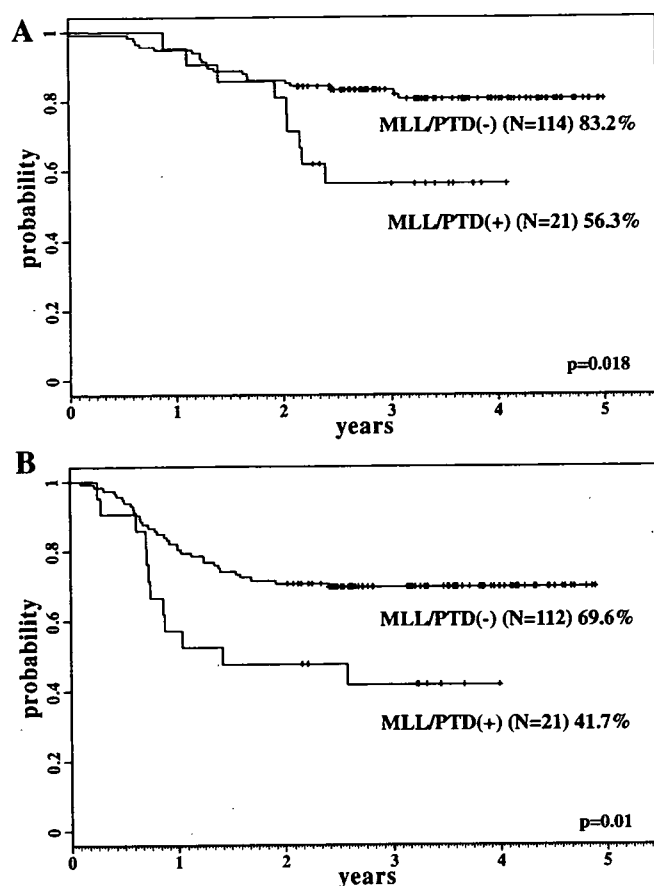 A
1
0.8
0.6
0.4
0.2
0
probability
MLL/PTD(-) (N=114) 83.2%
MLL/PTD(+) (N=21) 56.3%
p=0.018
0 1 2 3 4 5
years
B
1
0.8
0.6
0.4
0.2
0
probability
MLL/PTD(-) (N=112) 69.6%
MLL/PTD(+) (N=21) 41.7%
p=0.01
0 1 2 3 4 5
years